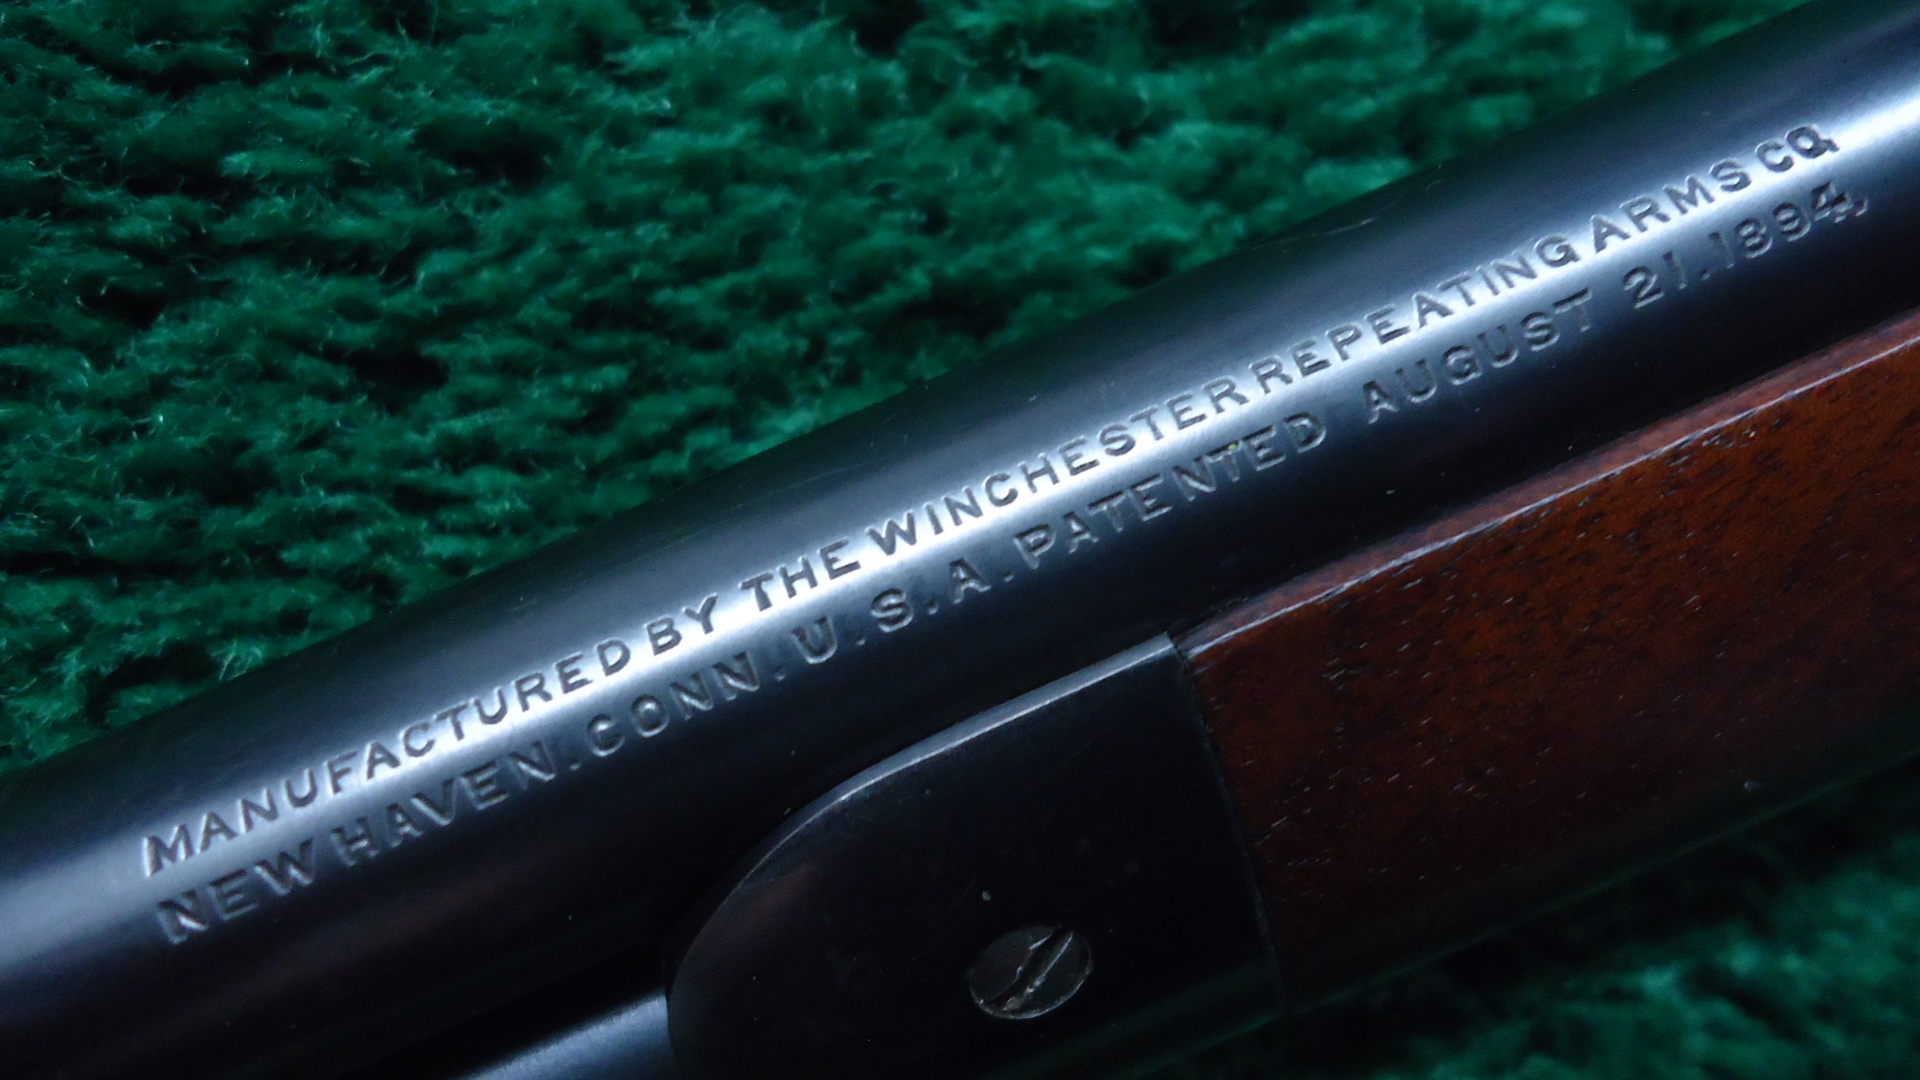 MANUFACTURED BY THE WINCHESTER REPEATING ARMS CO.
NEW HAVEN. CONN. U.S.A. PATENTED AUGUST 21.1894.